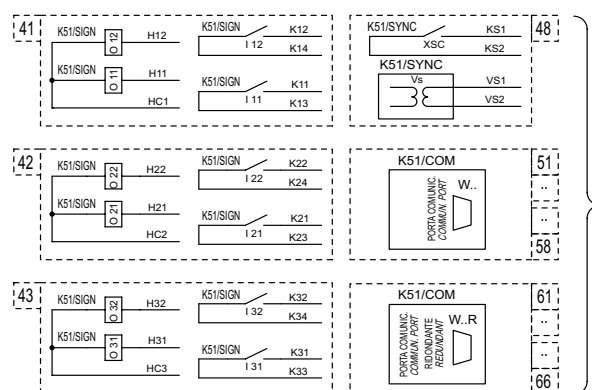 41
K51/SIGN
O 12
H12
K51/SIGN
O 11
H11
HC1
K51/SIGN
K12
I 12
K14
K51/SIGN
K11
I 11
K13
K51/SYNC
KS1
XSC
KS2
K51/SYNC
Vs
VS1
VS2
48
42
K51/SIGN
O 22
H22
K51/SIGN
O 21
H21
HC2
K51/SIGN
K22
I 22
K24
K51/SIGN
K21
I 21
K23
K51/COM
PORTA COMUNIC.
COMMUN. PORT
W..
51
..
..
58
43
K51/SIGN
O 32
H32
K51/SIGN
O 31
H31
HC3
K51/SIGN
K32
I 32
K34
K51/SIGN
K31
I 31
K33
K51/COM
PORTA COMUNIC.
COMMUN. PORT
RIDONDANTE
REDUNDANT
W..R
61
..
..
66